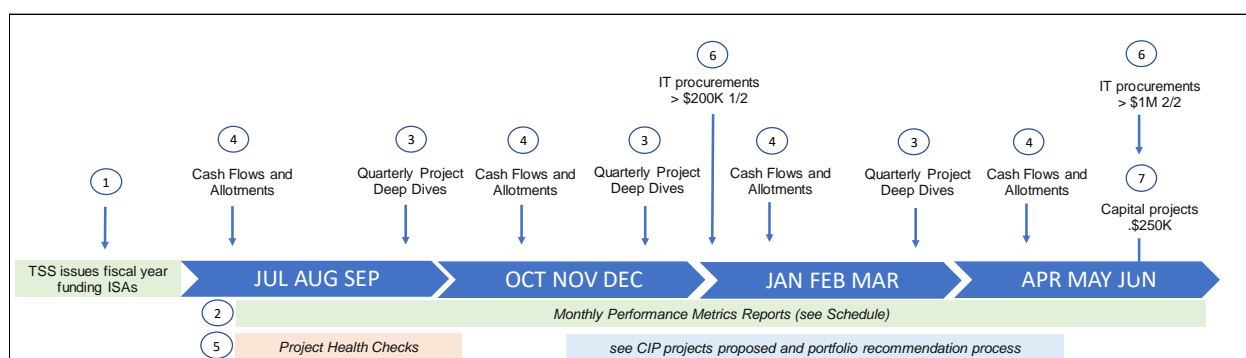 6
IT procurements
> $200K 1/2
6
IT procurements
> $1M 2/2
4
Cash Flows and
Allotments
3
Quarterly Project
Deep Dives
4
Cash Flows and
Allotments
3
Quarterly Project
Deep Dives
4
Cash Flows and
Allotments
3
Quarterly Project
Deep Dives
4
Cash Flows and
Allotments
1
7
Capital projects
.$250K
TSS issues fiscal year
funding ISAs
JUL AUG SEP
OCT NOV DEC
JAN FEB MAR
APR MAY JUN
2
Monthly Performance Metrics Reports (see Schedule)
5
Project Health Checks
see CIP projects proposed and portfolio recommendation process